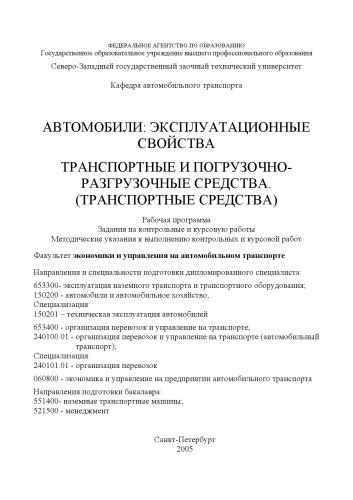 ФЕДЕРАЛЬНОЕ АГЕНТСТВО ПО ОБРАЗОВАНИЮ
Государственное образовательное учреждение высшего профессионального образования
Северо-Западный государственный заочный технический университет
Кафедра автомобильного транспорта
АВТОМОБИЛИ: ЭКСПЛУАТАЦИОННЫЕ
СВОЙСТВА
ТРАНСПОРТНЫЕ И ПОГРУЗОЧНО-
РАЗГРУЗОЧНЫЕ СРЕДСТВА.
(ТРАНСПОРТНЫЕ СРЕДСТВА)
Рабочая программа
Задания на контрольные и курсовую работы
Методические указания к выполнению контрольных и курсовой работ
Факультет экономики и управления на автомобильном транспорте
Направления и специальности подготовки дипломированного специалиста:
653300- эксплуатация наземного транспорта и транспортного оборудования;
150200 - автомобили и автомобильное хозяйство,
Специализация:
150201 – техническая эксплуатация автомобилей
653400 - организация перевозок и управление на транспорте;
240100.01 - организация перевозок и управление на транспорте (автомобильный
транспорт);
Специализация:
240101.01 - организация перевозок
060800 - экономика и управление на предприятии автомобильного транспорта
Направления подготовки бакалавра:
551400- наземные транспортные машины;
521500 - менеджмент
Санкт-Петербург
2005